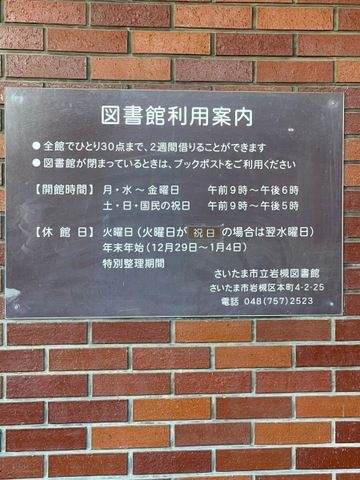 図書館利用案内
●全館でひとり30点まで、2週間借りることができます
●図書館が閉まっているときは、ブックポストをご利用ください
【開館時間】 月・水〜金曜日 午前9時〜午後6時
土・日・国民の祝日 午前9時〜午後5時
【休館日】 火曜日(火曜日が祝日の場合は翌水曜日)
年末年始(12月29日〜1月4日)
特別整理期間
さいたま市立岩槻図書館
さいたま市岩槻区本町4-2-25
電話 048(757)2523